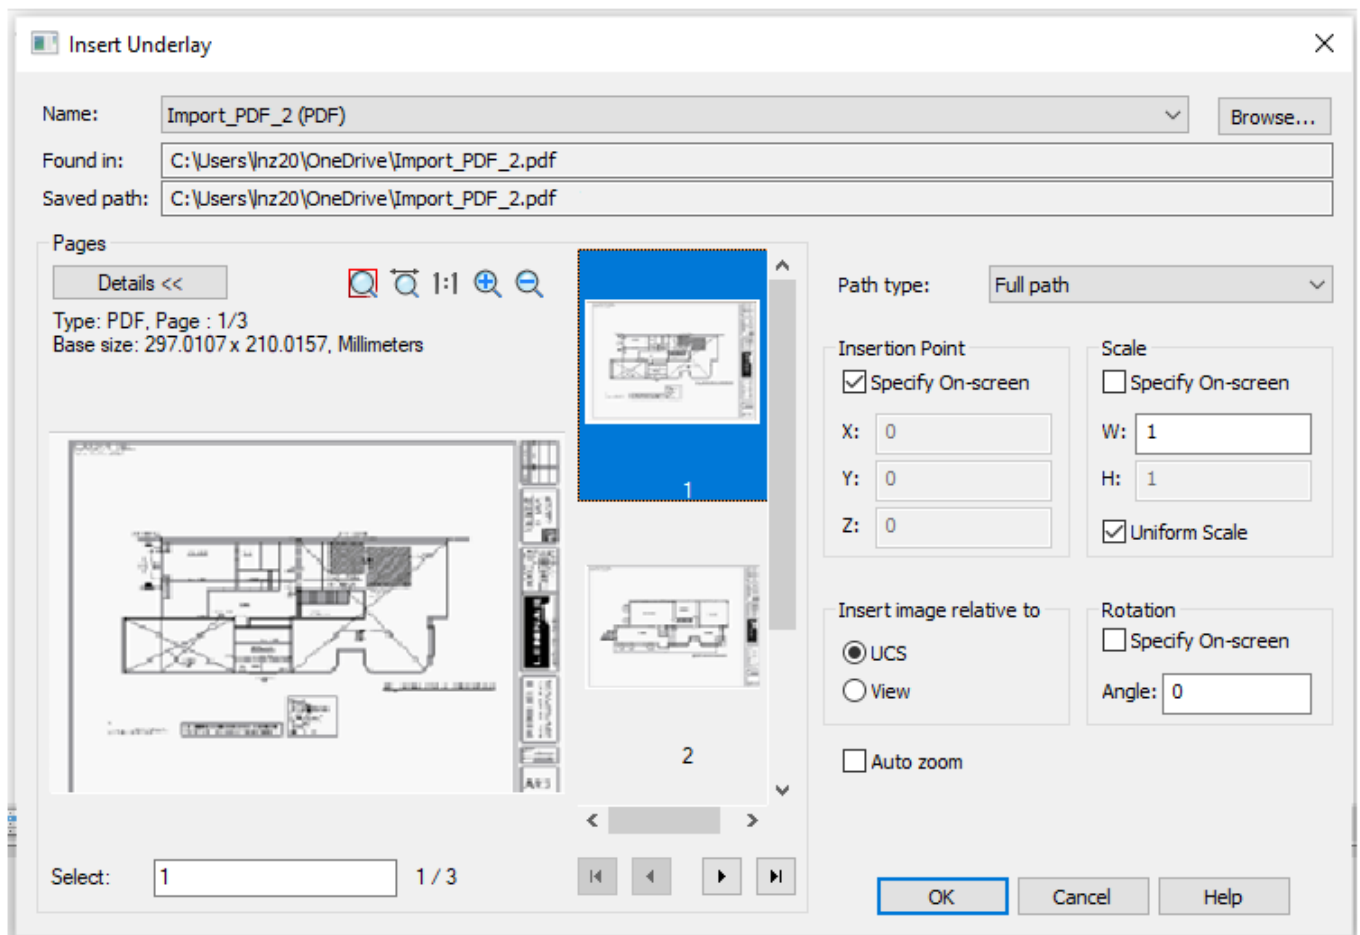 Insert Underlay
Name: Import_PDF_2 (PDF) Browse...
Found in: C:\Users\lnz20\OneDrive\Import_PDF_2.pdf
Saved path: C:\Users\lnz20\OneDrive\Import_PDF_2.pdf
Pages
Details <<
1:1
Type: PDF, Page : 1/3
Base size: 297.0107 x 210.0157, Millimeters
1
2
Select: 1 1 / 3
Path type: Full path
Insertion Point
Specify On-screen
X: 0
Y: 0
Z: 0
Scale
Specify On-screen
W: 1
H: 1
Uniform Scale
Insert image relative to
UCS
View
Rotation
Specify On-screen
Angle: 0
Auto zoom
OK Cancel Help